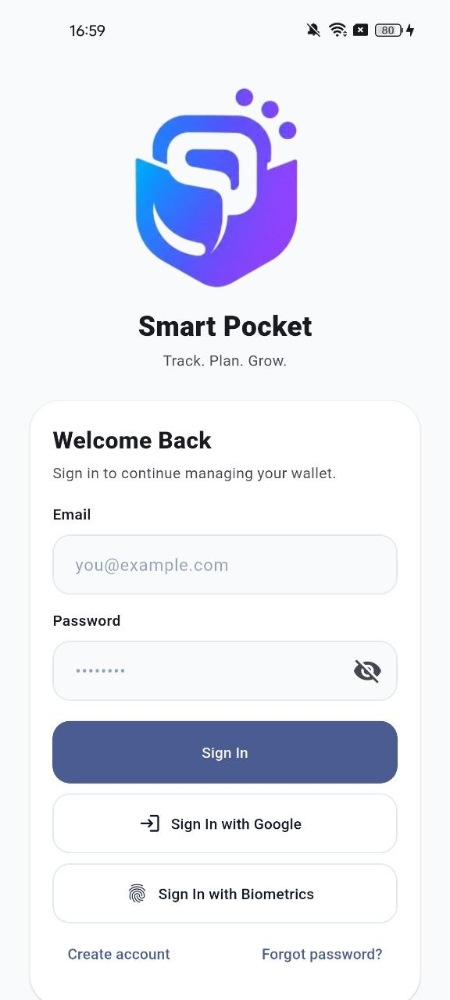 16:59
80
Smart Pocket
Track. Plan. Grow.
Welcome Back
Sign in to continue managing your wallet.
Email
you@example.com
Password
••••••••
Sign In
Sign In with Google
Sign In with Biometrics
Create account
Forgot password?